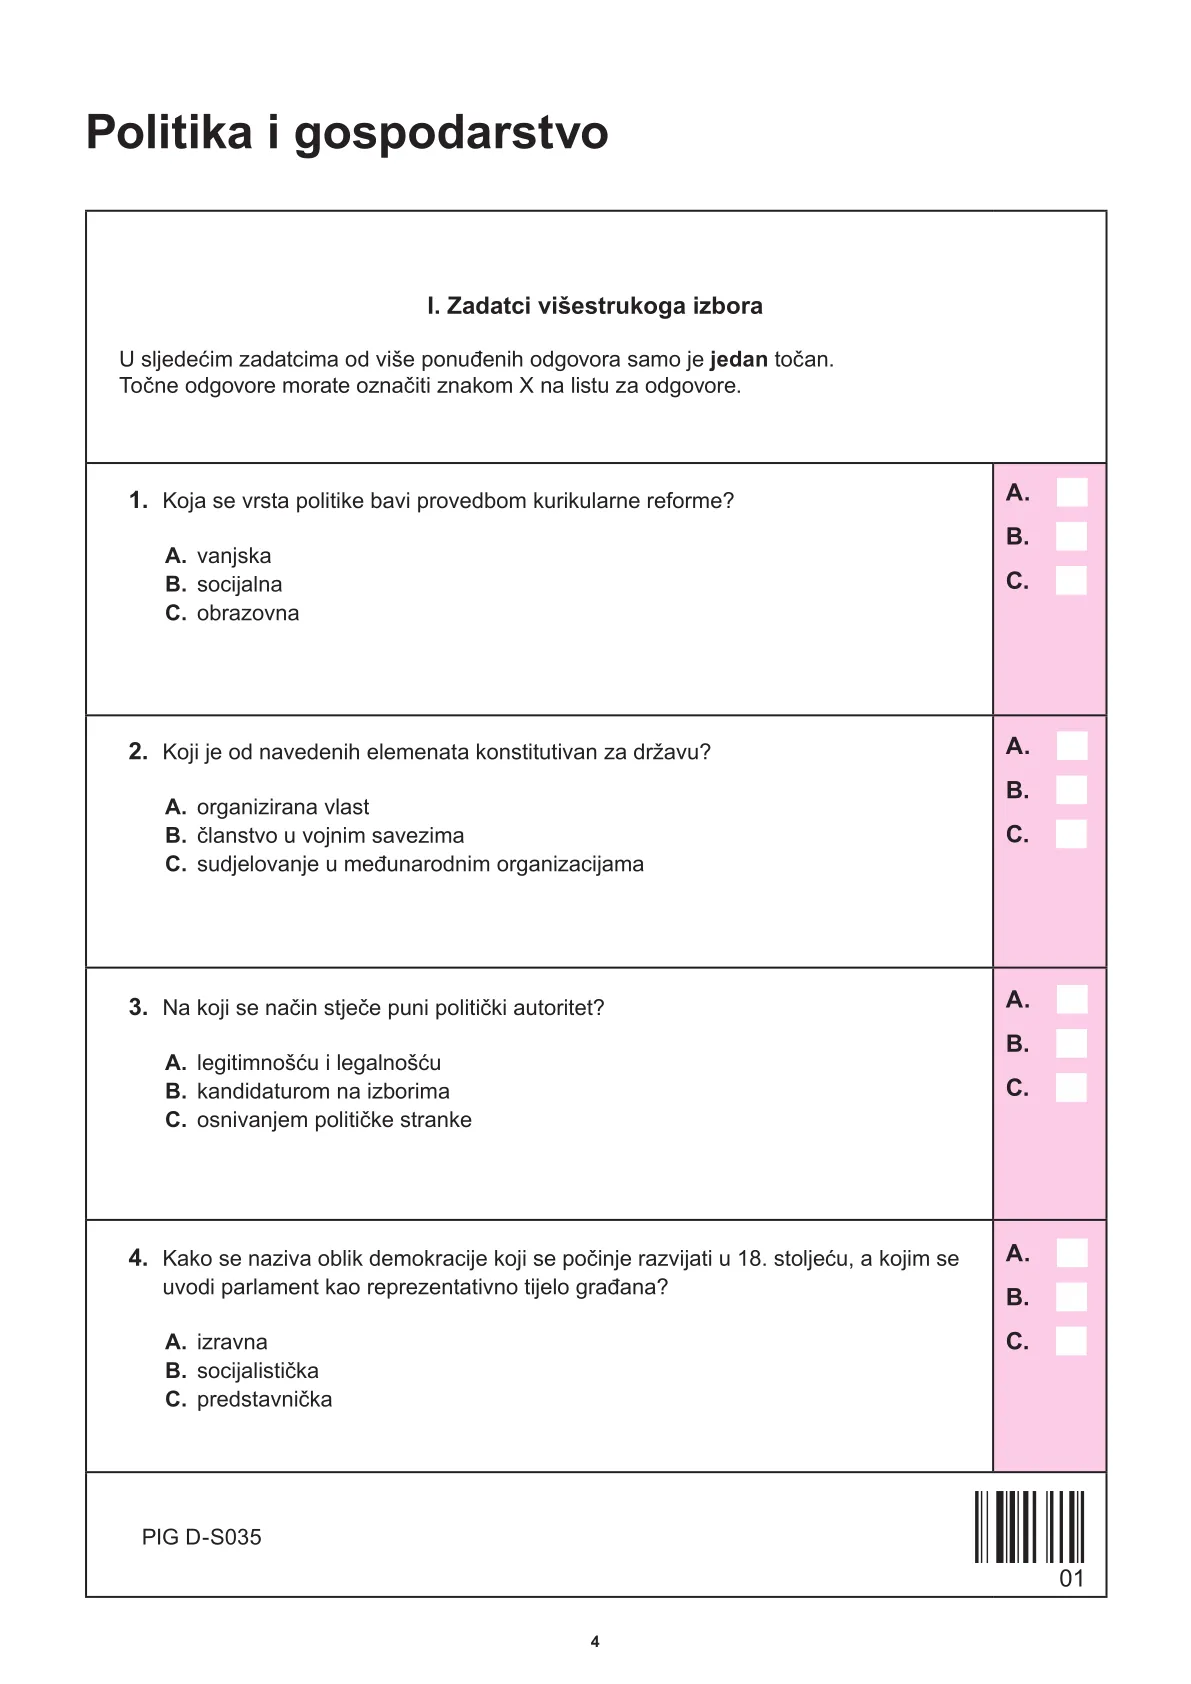 Politika i gospodarstvo
I. Zadatci višestrukoga izbora
U sljedećim zadatcima od više ponuđenih odgovora samo je jedan točan.
Točne odgovore morate označiti znakom X na listu za odgovore.
1. Koja se vrsta politike bavi provedbom kurikularne reforme?
A. vanjska
B. socijalna
C. obrazovna
A.
B.
C.
2. Koji je od navedenih elemenata konstitutivan za državu?
A. organizirana vlast
B. članstvo u vojnim savezima
C. sudjelovanje u međunarodnim organizacijama
A.
B.
C.
3. Na koji se način stječe puni politički autoritet?
A. legitimnošću i legalnošću
B. kandidaturom na izborima
C. osnivanjem političke stranke
A.
B.
C.
4. Kako se naziva oblik demokracije koji se počinje razvijati u 18. stoljeću, a kojim se
uvodi parlament kao reprezentativno tijelo građana?
A. izravna
B. socijalistička
C. predstavnička
A.
B.
C.
PIG D-S035
01
4